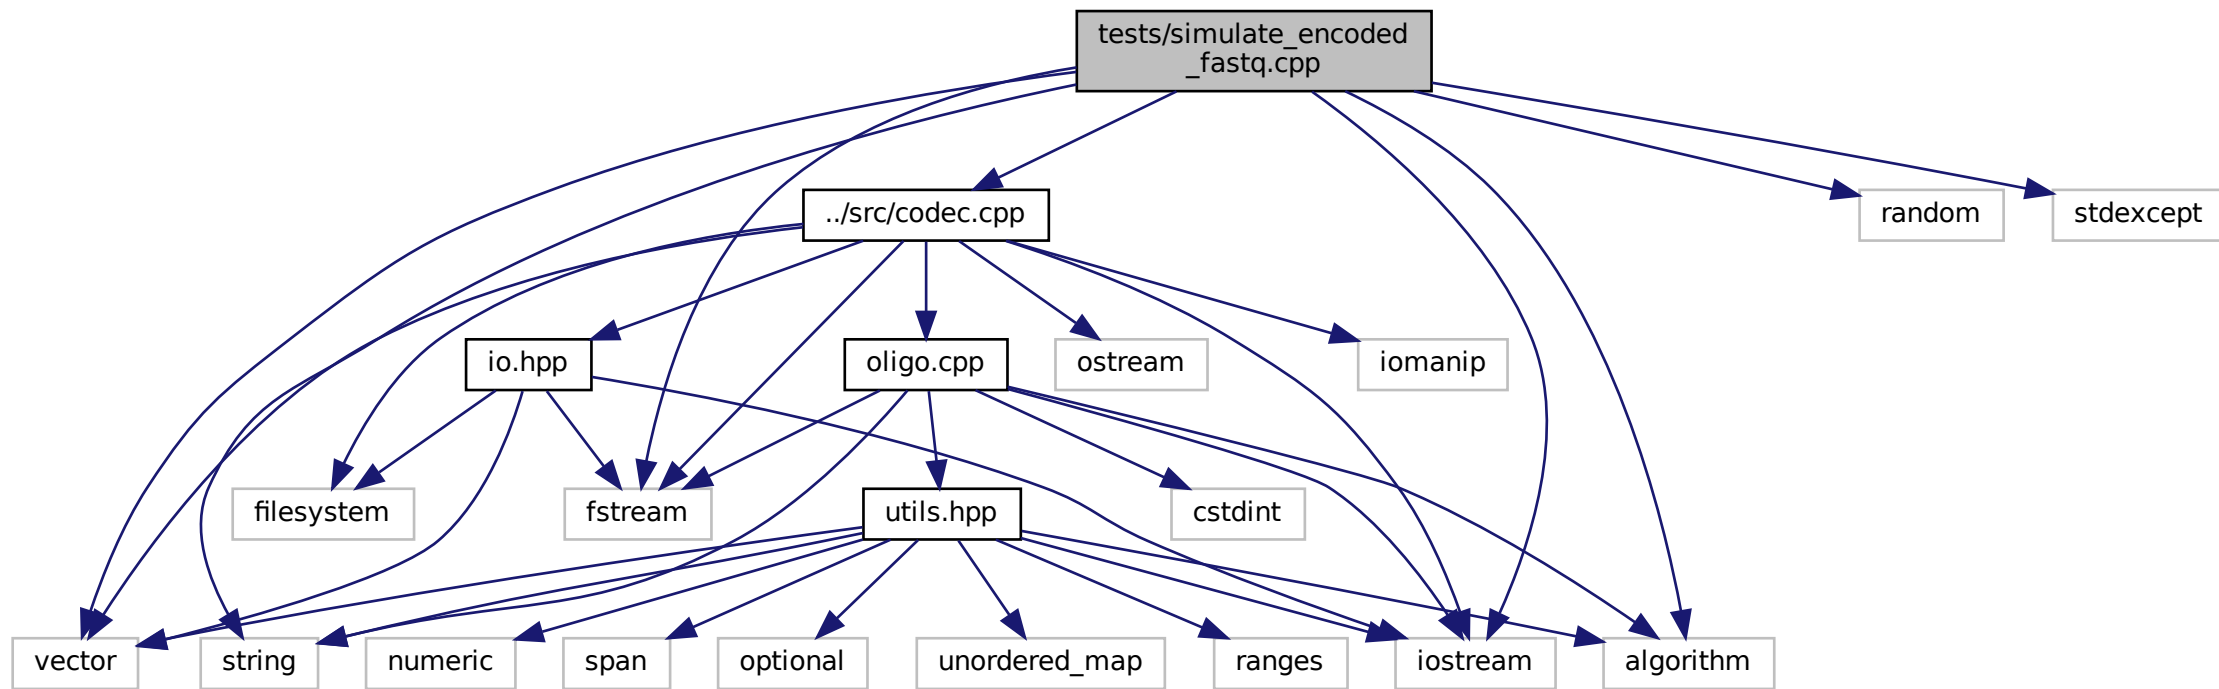 tests/simulate_encoded
_fastq.cpp
../src/codec.cpp
random
stdexcept
io.hpp
oligo.cpp
ostream
iomanip
filesystem
fstream
utils.hpp
cstdint
vector
string
numeric
span
optional
unordered_map
ranges
iostream
algorithm